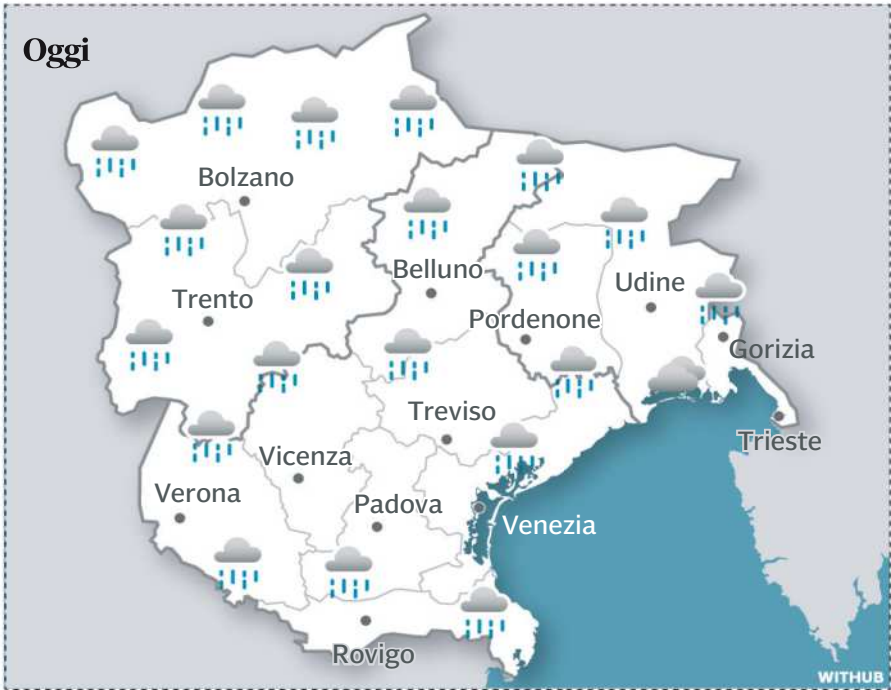 Oggi
Bolzano
Belluno
Trento
Udine
Pordenone
Gorizia
Treviso
Trieste
Vicenza
Verona
Padova
Venezia
Rovigo
WITHUB